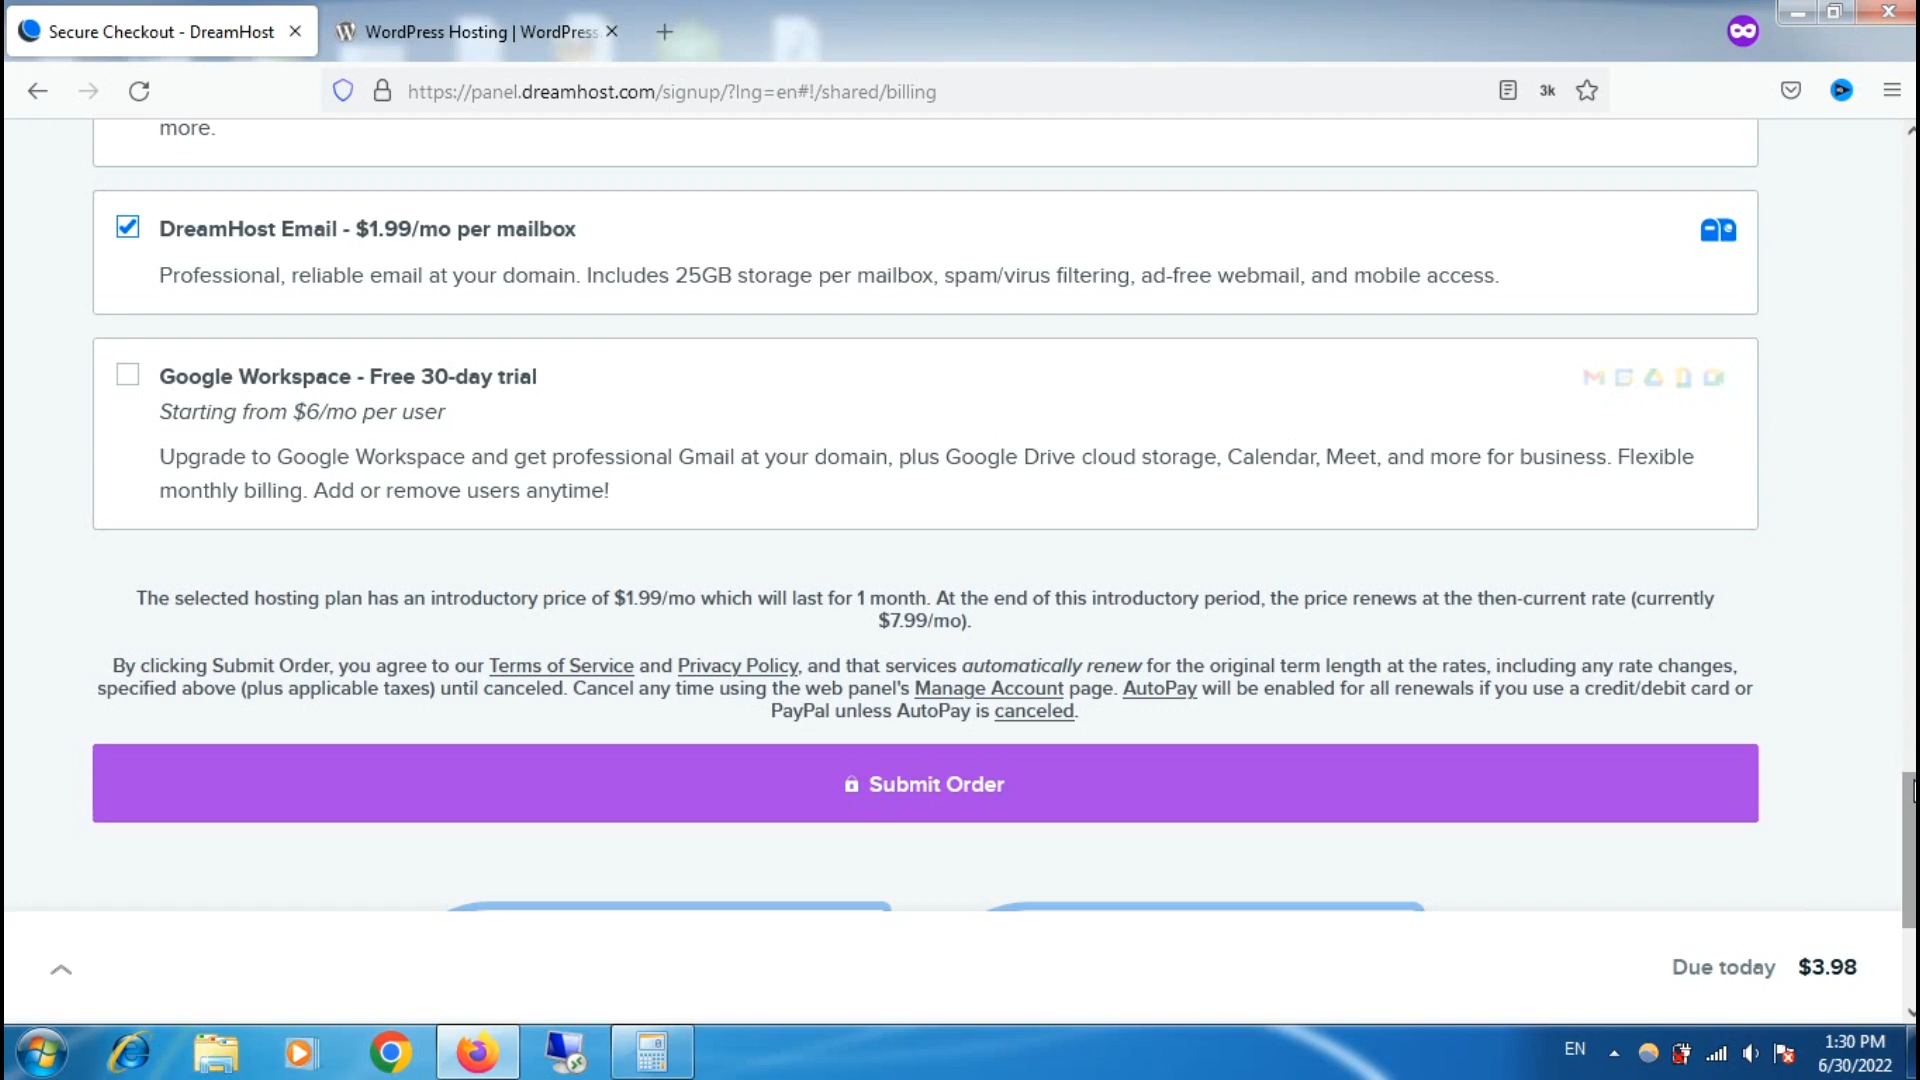 Secure Checkout - DreamHost
WordPress Hosting | WordPress
https://panel.dreamhost.com/signup/?lng=en#!/shared/billing
3k
more.
DreamHost Email - $1.99/mo per mailbox
Professional, reliable email at your domain. Includes 25GB storage per mailbox, spam/virus filtering, ad-free webmail, and mobile access.
Google Workspace - Free 30-day trial
Starting from $6/mo per user
Upgrade to Google Workspace and get professional Gmail at your domain, plus Google Drive cloud storage, Calendar, Meet, and more for business. Flexible
monthly billing. Add or remove users anytime!
The selected hosting plan has an introductory price of $1.99/mo which will last for 1 month. At the end of this introductory period, the price renews at the then-current rate (currently
$7.99/mo).
By clicking Submit Order, you agree to our Terms of Service and Privacy Policy, and that services automatically renew for the original term length at the rates, including any rate changes,
specified above (plus applicable taxes) until canceled. Cancel any time using the web panel's Manage Account page. AutoPay will be enabled for all renewals if you use a credit/debit card or
PayPal unless AutoPay is canceled.
Submit Order
Due today $3.98
EN
1:30 PM
6/30/2022